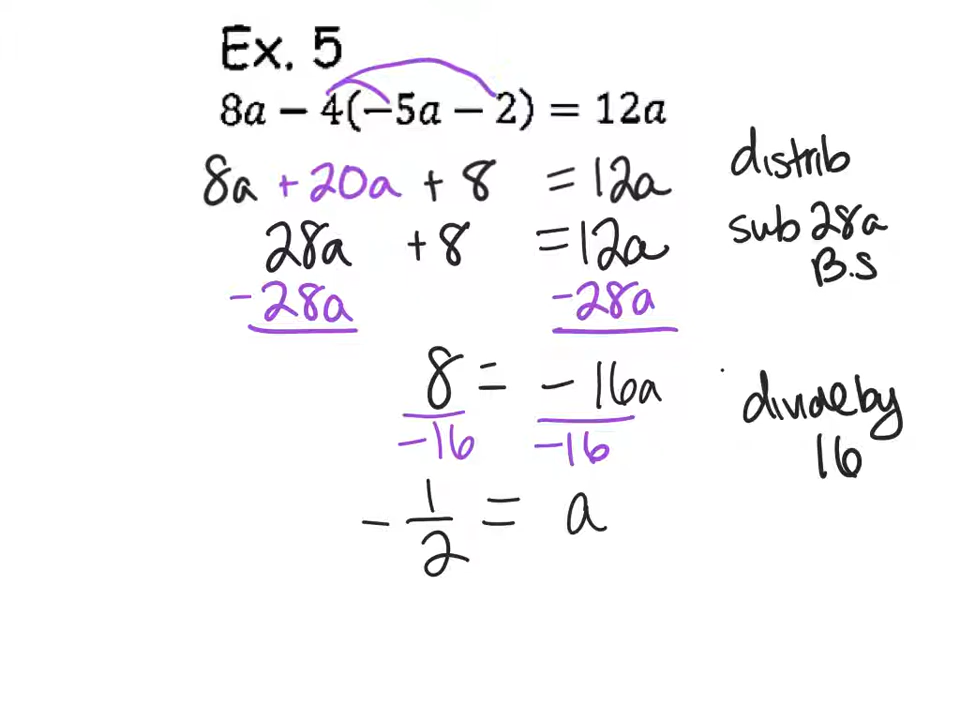 Ex. 5
8a − 4(−5a − 2) = 12a
8a + 20a + 8 = 12a
distrib
28a + 8 = 12a
sub 28a
B.S
-28a -28a
8 = -16a
divide by
16
-16 -16
- 1/2 = a